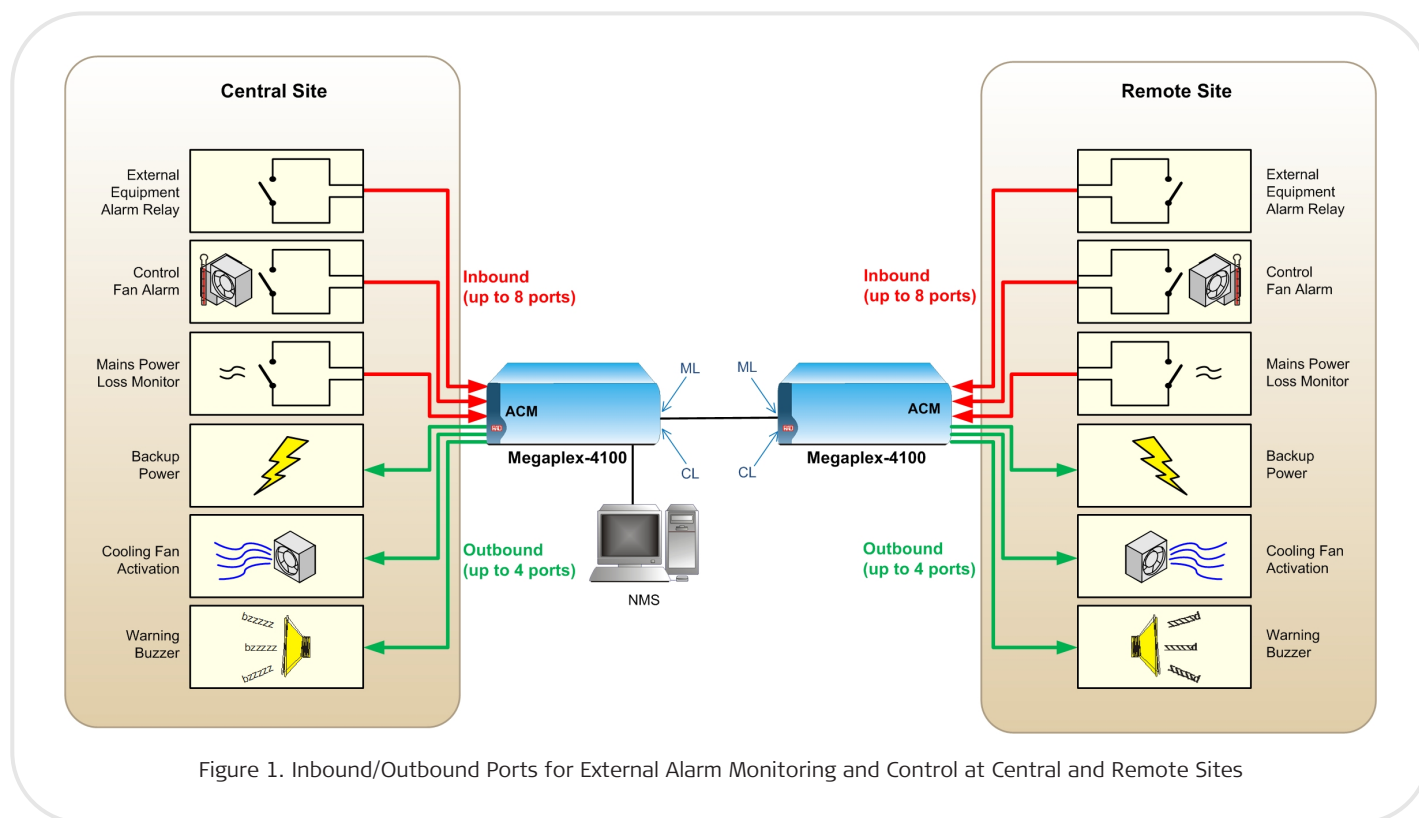 Central Site
External
Equipment
Alarm Relay
Control
Fan Alarm
Mains Power
Loss Monitor
Backup
Power
Cooling Fan
Activation
Warning
Buzzer
bzzzzz
bzzzzz
bzzzzz
Inbound
(up to 8 ports)
Outbound
(up to 4 ports)
ACM
RAD
Megaplex-4100
ML
CL
NMS
ML
CL
ACM
RAD
Megaplex-4100
Inbound
(up to 8 ports)
Outbound
(up to 4 ports)
Remote Site
External
Equipment
Alarm Relay
Control
Fan Alarm
Mains Power
Loss Monitor
Backup
Power
Cooling Fan
Activation
Warning
Buzzer
Figure 1. Inbound/Outbound Ports for External Alarm Monitoring and Control at Central and Remote Sites